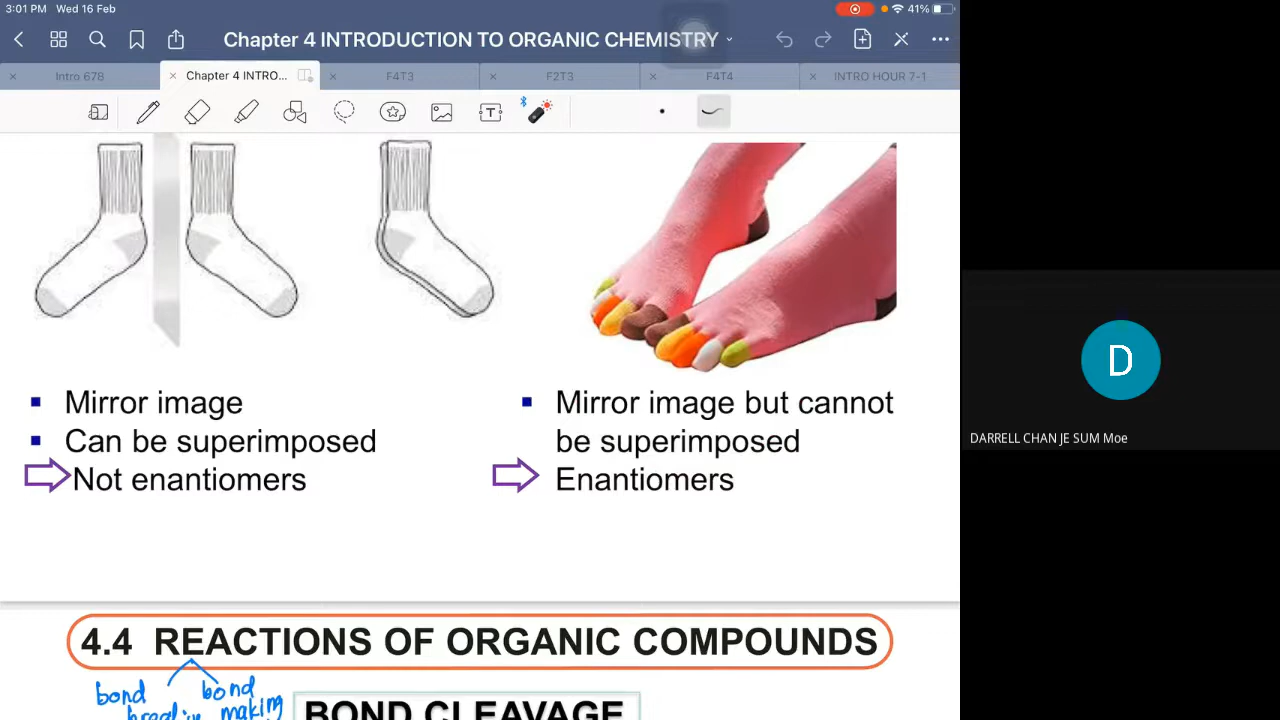 3:01 PM Wed 16 Feb
41%
Chapter 4 INTRODUCTION TO ORGANIC CHEMISTRY
Intro 678
Chapter 4 INTRO...
F4T3
F2T3
F4T4
INTRO HOUR 7-1
T
Mirror image
Can be superimposed
Not enantiomers
Mirror image but cannot
be superimposed
Enantiomers
D
DARRELL CHAN JE SUM Moe
4.4 REACTIONS OF ORGANIC COMPOUNDS
bond
bond
making
BOND CLEAVAGE